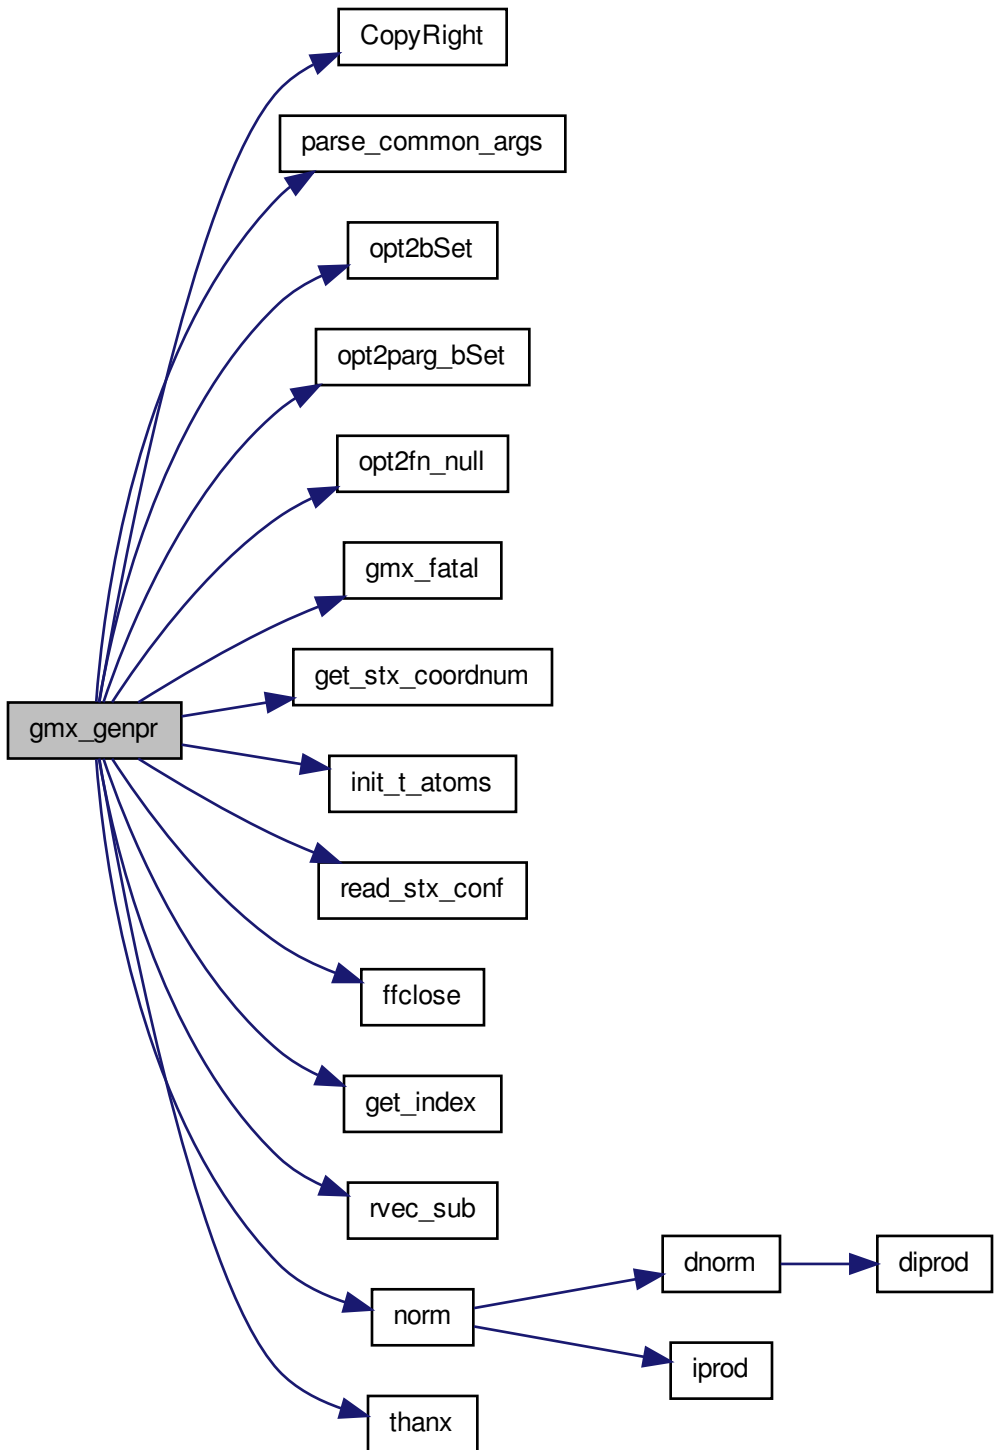 CopyRight
parse_common_args
opt2bSet
opt2parg_bSet
opt2fn_null
gmx_fatal
get_stx_coordnum
gmx_genpr
init_t_atoms
read_stx_conf
ffclose
get_index
rvec_sub
dnorm
diprod
norm
iprod
thanx